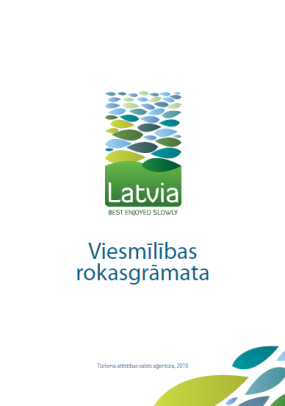 Latvia
BEST ENJOYED SLOWLY
Viesmīlības
rokasgrāmata
Tūrisma attīstības valsts aģentūra, 2010